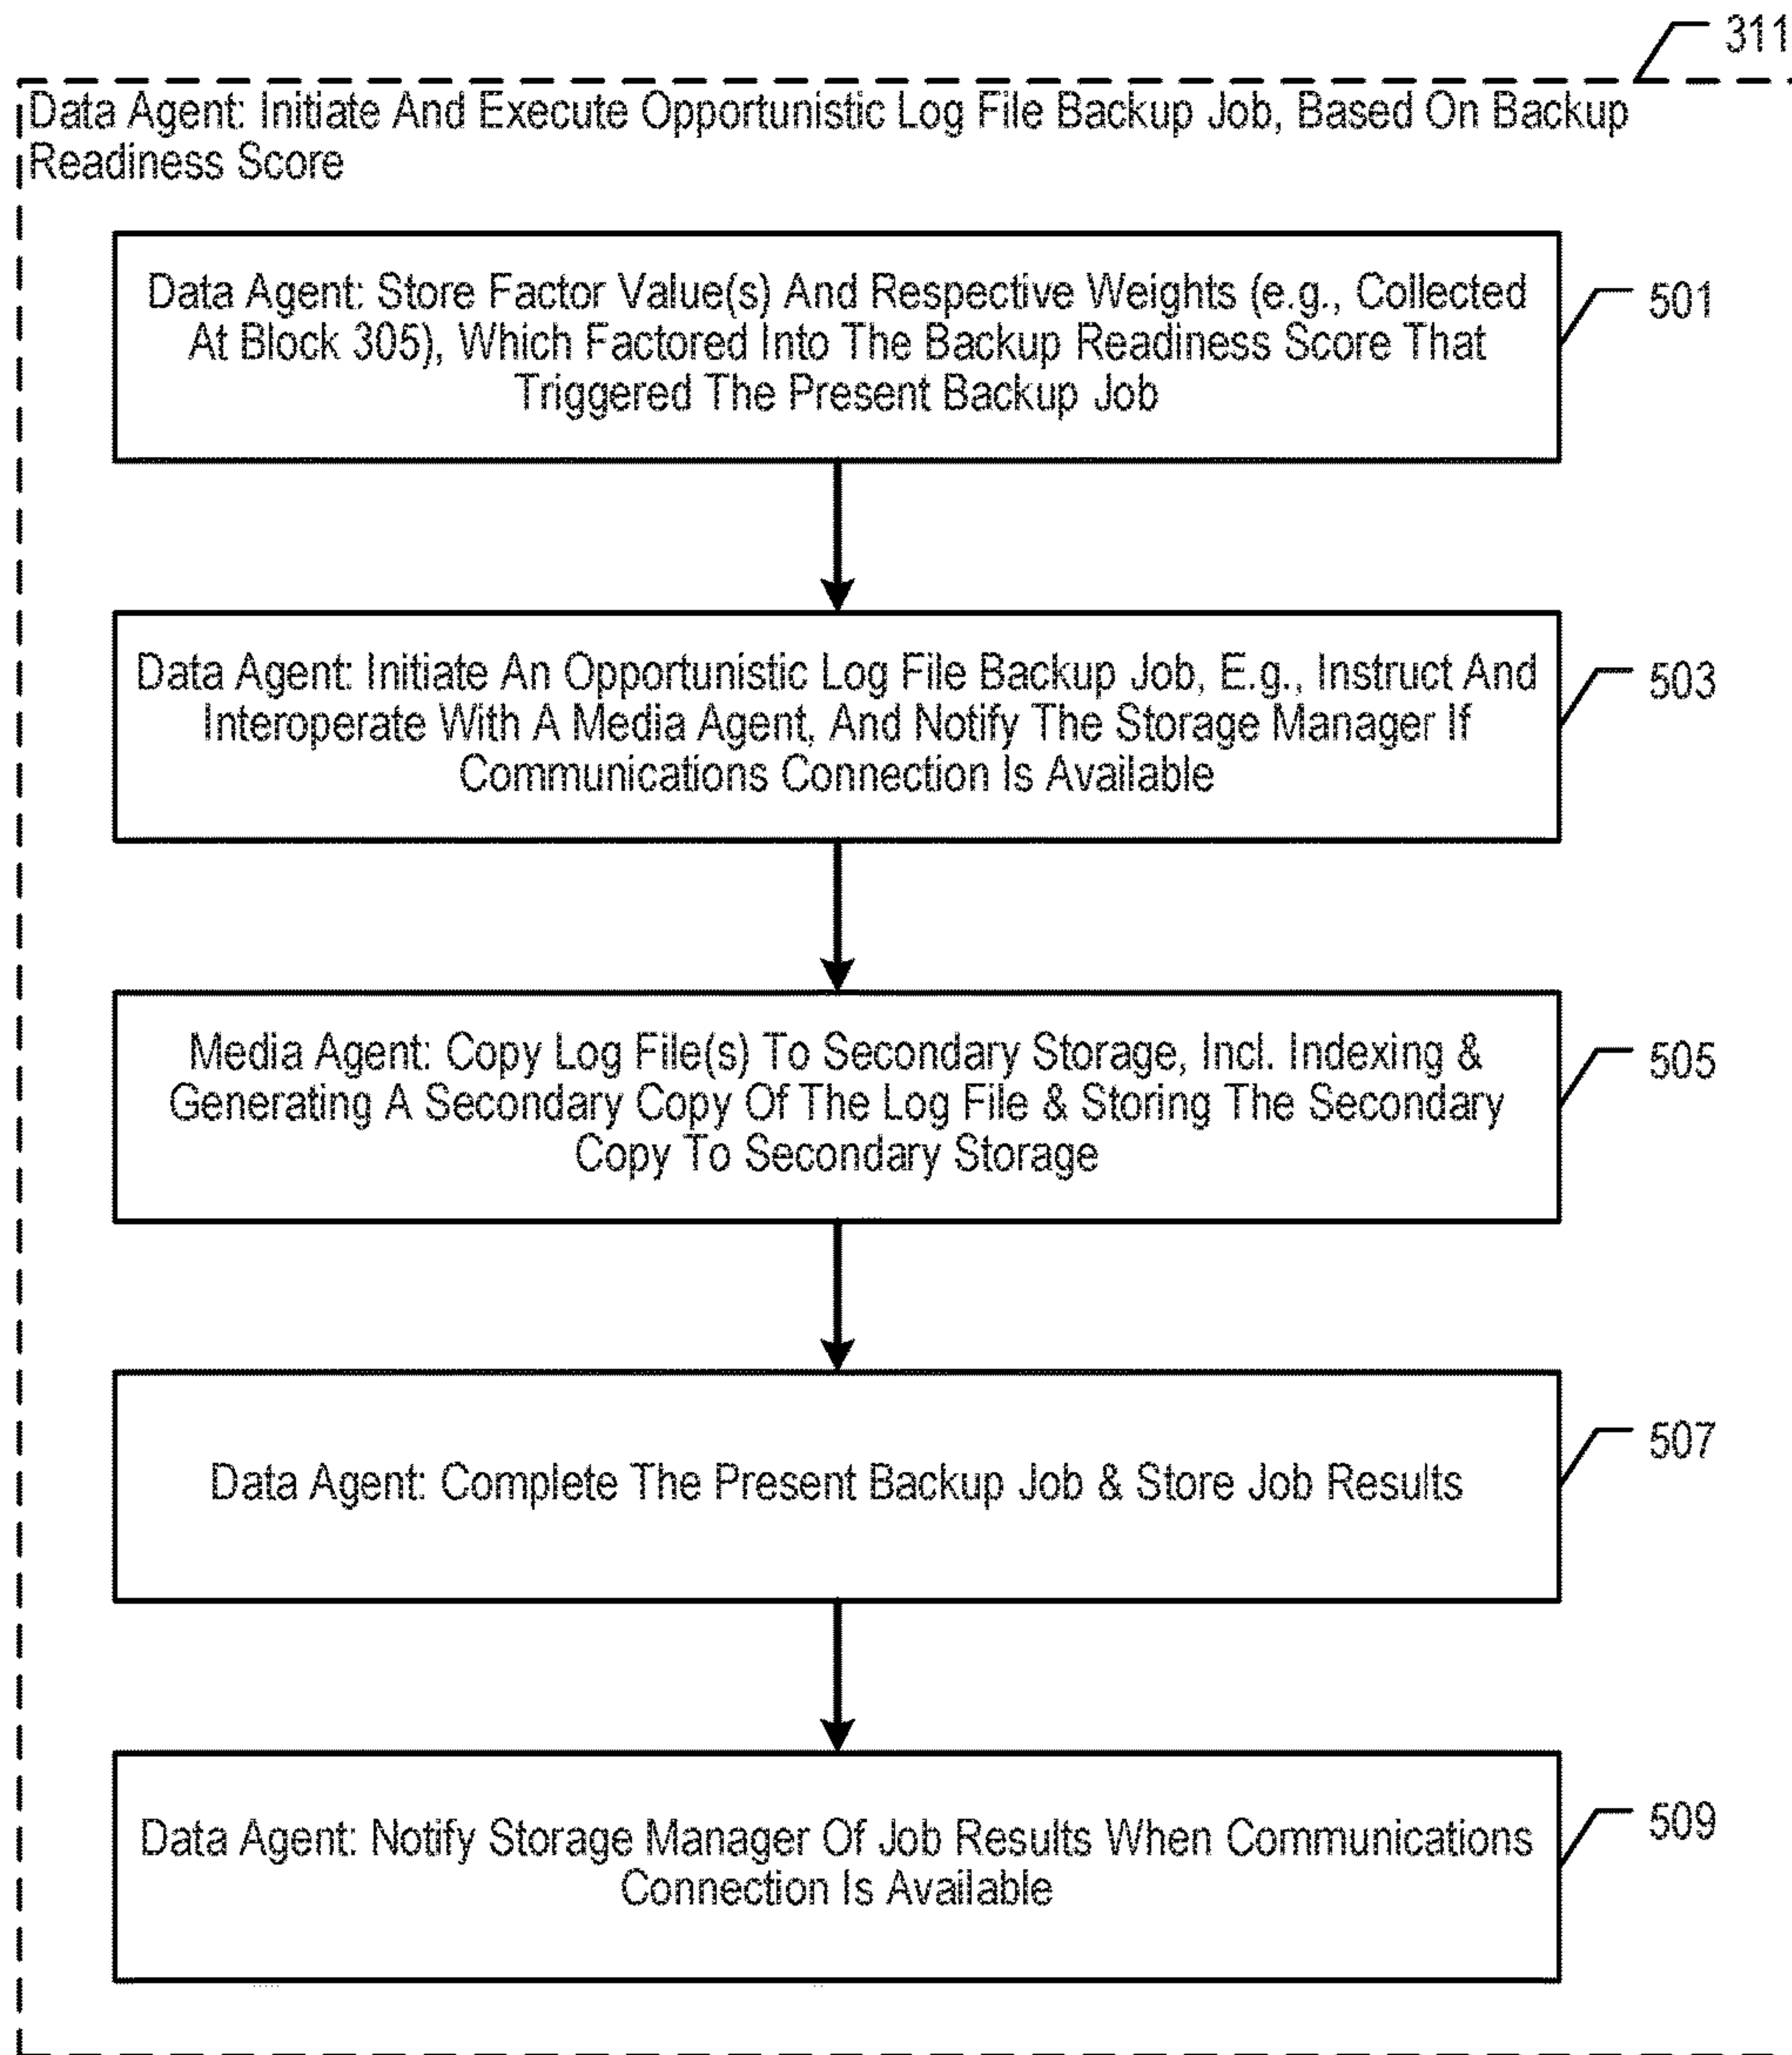 311
Data Agent: Initiate And Execute Opportunistic Log File Backup Job, Based On Backup
Readiness Score
Data Agent: Store Factor Value(s) And Respective Weights (e.g., Collected
At Block 305), Which Factored Into The Backup Readiness Score That
Triggered The Present Backup Job
501
Data Agent: Initiate An Opportunistic Log File Backup Job, E.g., Instruct And
Interoperate With A Media Agent, And Notify The Storage Manager If
Communications Connection Is Available
503
Media Agent: Copy Log File(s) To Secondary Storage, Incl. Indexing &
Generating A Secondary Copy Of The Log File & Storing The Secondary
Copy To Secondary Storage
505
Data Agent: Complete The Present Backup Job & Store Job Results
507
Data Agent: Notify Storage Manager Of Job Results When Communications
Connection Is Available
509